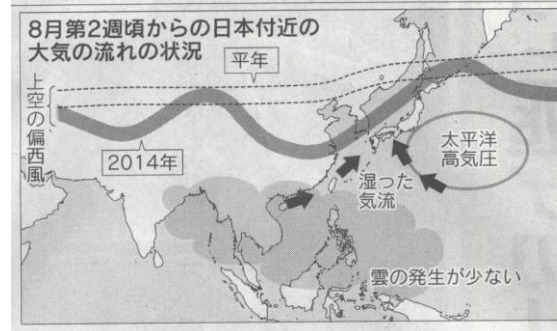 8月第2週頃からの日本付近の
大気の流れの状況
平年
上空の偏西風
2014年
太平洋
高気圧
湿った
気流
雲の発生が少ない